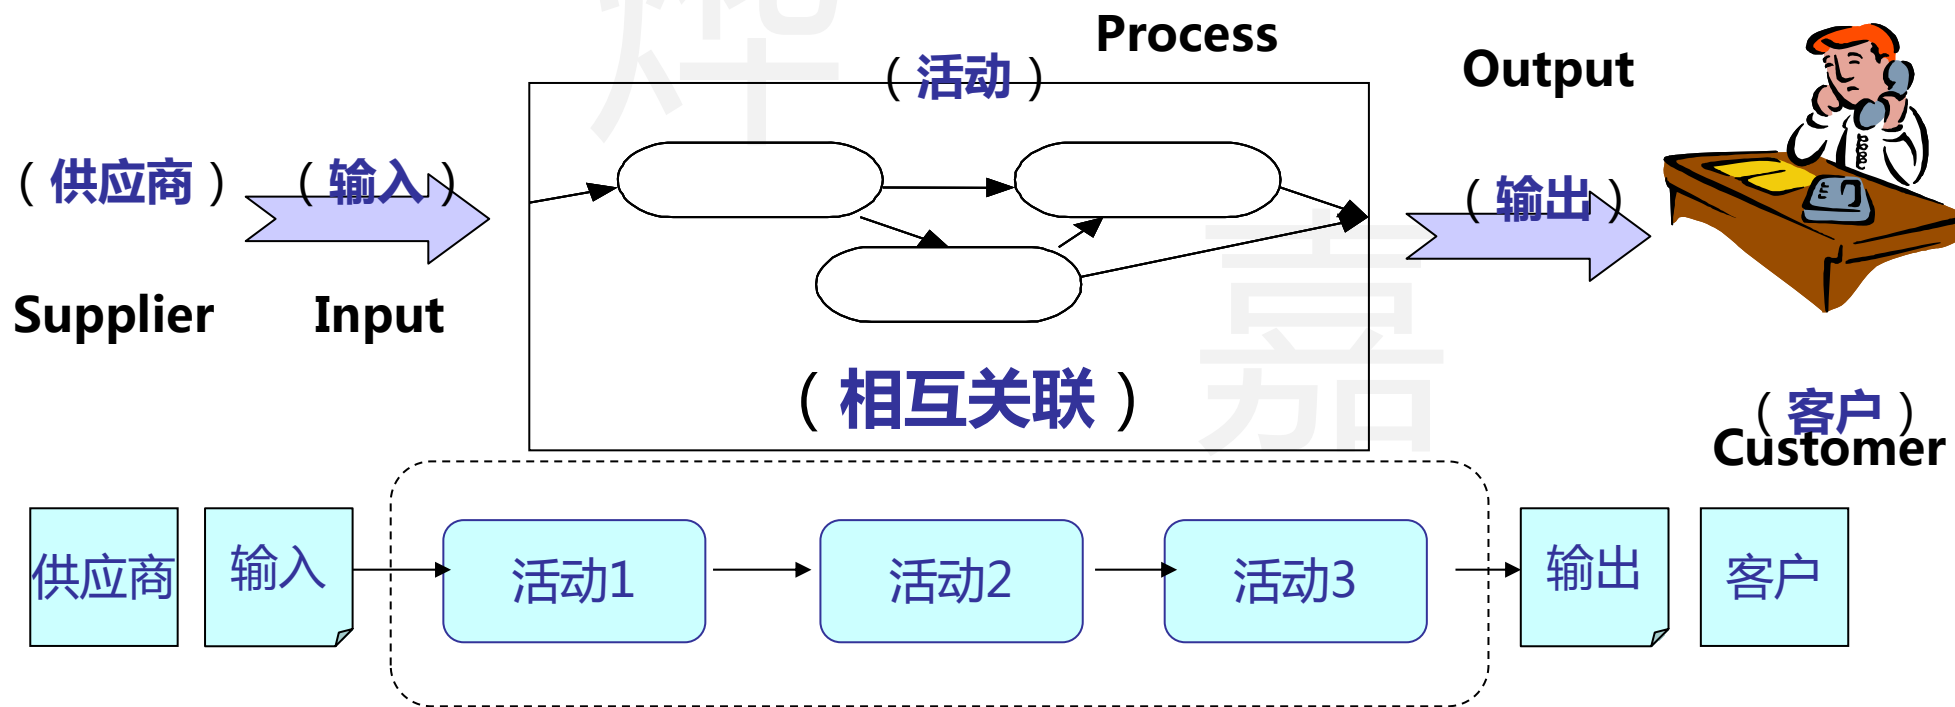 Process
（活动）
Output
（供应商）
（输入）
（输出）
Supplier
Input
（相互关联）
（客户）
Customer
供应商
输入
活动1
活动2
活动3
输出
客户
烨
嘉